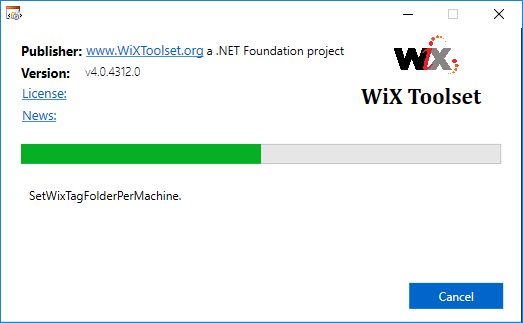 Publisher: www.WiXToolset.org a .NET Foundation project
Version: v4.0.4312.0
License:
News:
WiX
WiX Toolset
SetWixTagFolderPerMachine.
Cancel